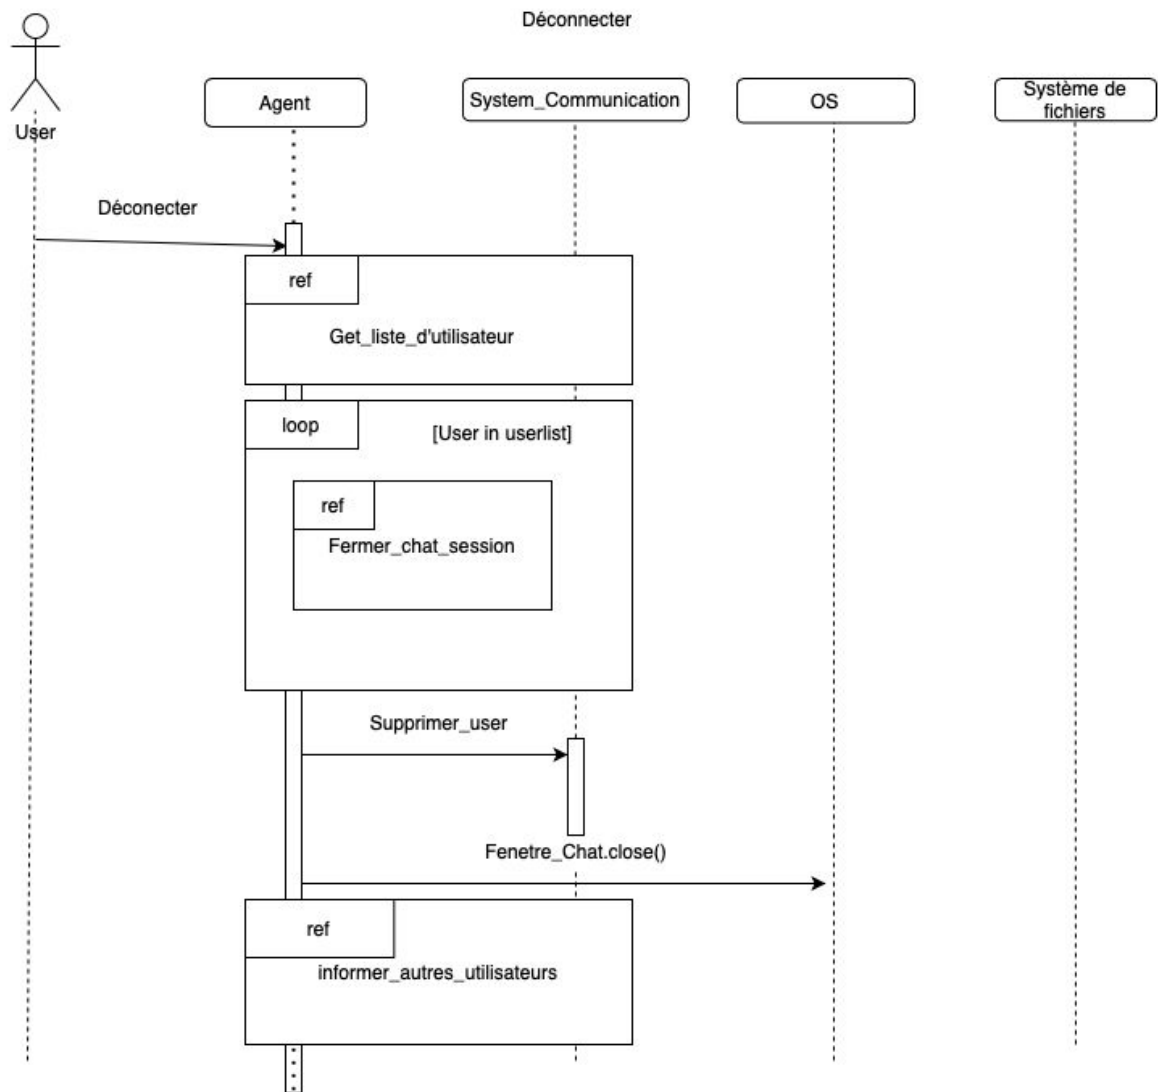 Déconnecter
User
Agent
System_Communication
OS
Système de
fichiers
Déconecter
ref
Get_liste_d'utilisateur
loop
[User in userlist]
ref
Fermer_chat_session
Supprimer_user
Fenetre_Chat.close()
ref
informer_autres_utilisateurs